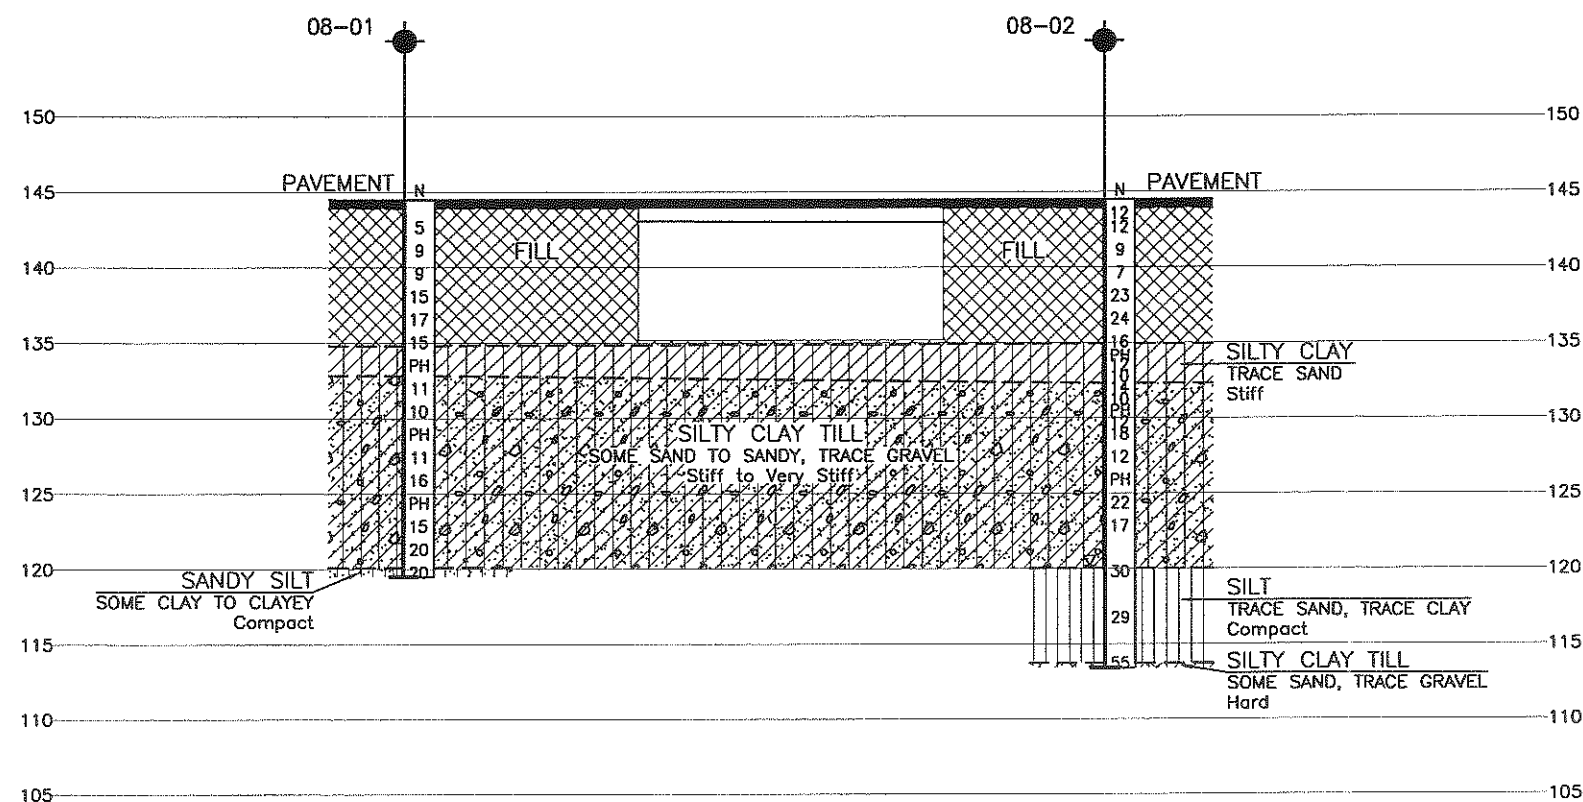 08-01
08-02
150
150
PAVEMENT
N
N
PAVEMENT
145
145
5
9
9
15
17
15
PH
11
10
PH
11
16
PH
15
20
20
FILL
FILL
12
12
9
7
23
24
16
PH
10
4
10
PH
18
12
PH
22
17
30
29
55
140
140
135
135
SILTY CLAY
TRACE SAND
Stiff
130
130
SILTY CLAY TILL
SOME SAND TO SANDY, TRACE GRAVEL
Stiff to Very Stiff
125
125
120
120
SANDY SILT
SOME CLAY TO CLAYEY
Compact
SILT
TRACE SAND, TRACE CLAY
Compact
115
115
SILTY CLAY TILL
SOME SAND, TRACE GRAVEL
Hard
110
110
105
105